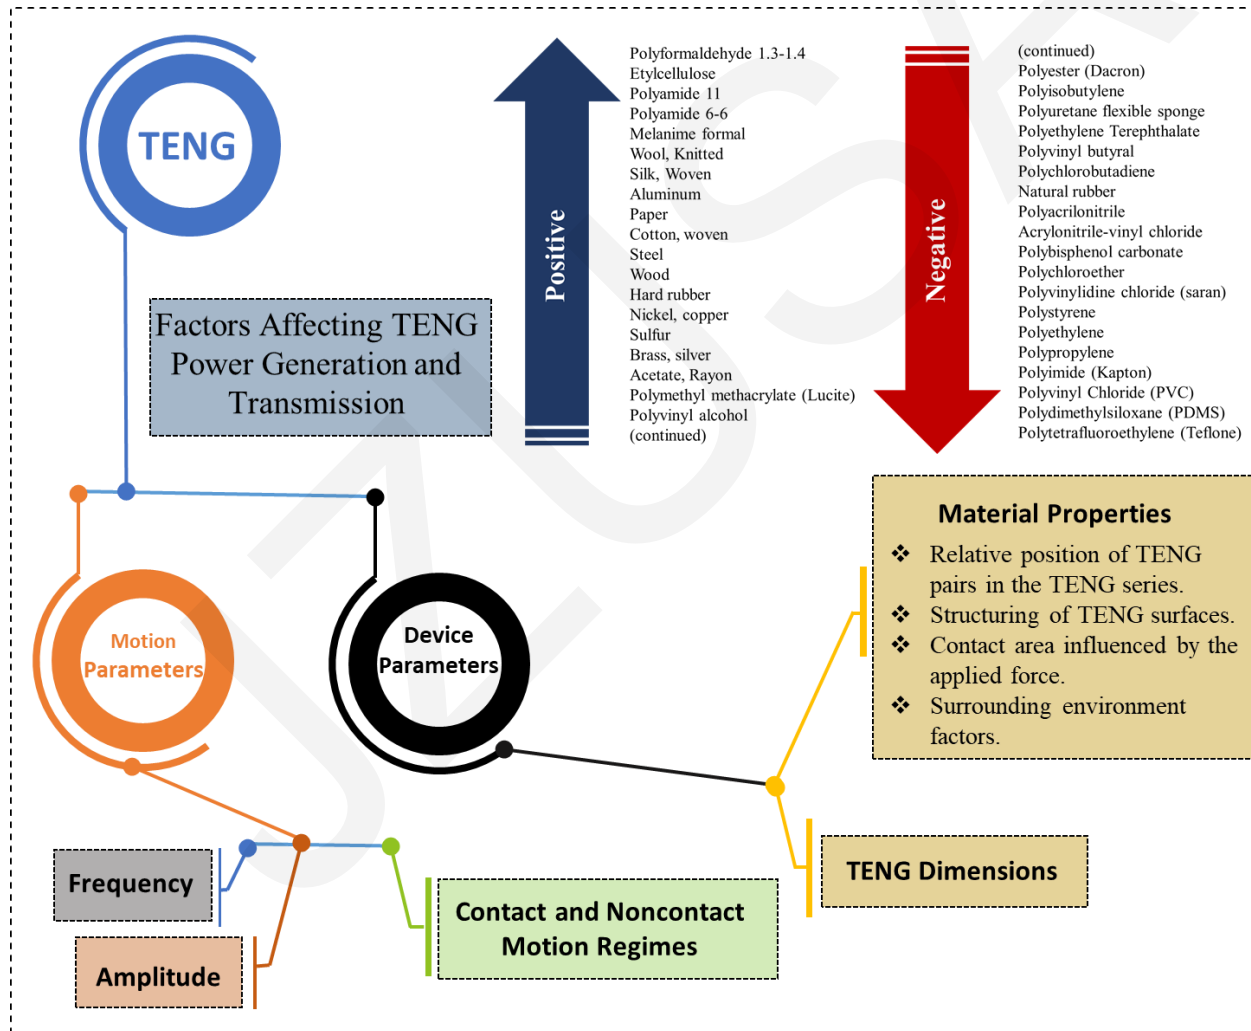 TENG
Factors Affecting TENG
Power Generation and
Transmission
Positive
Polyformaldehyde 1.3-1.4
Etylcellulose
Polyamide 11
Polyamide 6-6
Melanime formal
Wool, Knitted
Silk, Woven
Aluminum
Paper
Cotton, woven
Steel
Wood
Hard rubber
Nickel, copper
Sulfur
Brass, silver
Acetate, Rayon
Polymethyl methacrylate (Lucite)
Polyvinyl alcohol
(continued)
Negative
(continued)
Polyester (Dacron)
Polyisobutylene
Polyuretane flexible sponge
Polyethylene Terephthalate
Polyvinyl butyral
Polychlorobutadiene
Natural rubber
Polyacrilonitrile
Acrylonitrile-vinyl chloride
Polybisphenol carbonate
Polychloroether
Polyvinylidine chloride (saran)
Polystyrene
Polyethylene
Polypropylene
Polyimide (Kapton)
Polyvinyl Chloride (PVC)
Polydimethylsiloxane (PDMS)
Polytetrafluoroethylene (Teflone)
Motion
Parameters
Device
Parameters
Material Properties
❖ Relative position of TENG
pairs in the TENG series.
❖ Structuring of TENG surfaces.
❖ Contact area influenced by the
applied force.
❖ Surrounding environment
factors.
TENG Dimensions
Frequency
Amplitude
Contact and Noncontact
Motion Regimes
JZUSA